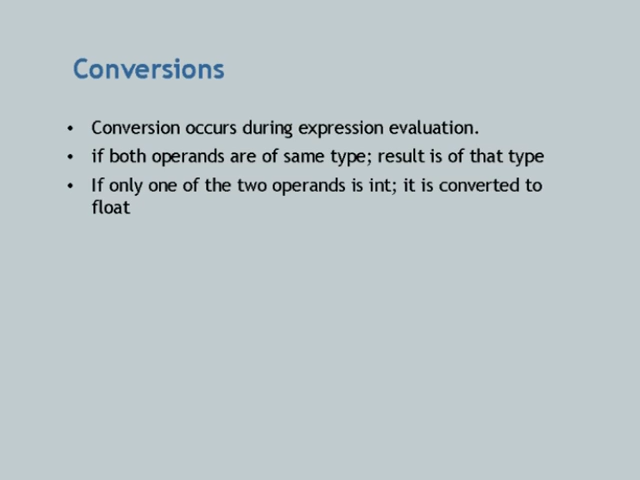 Conversions
• Conversion occurs during expression evaluation.
• if both operands are of same type; result is of that type
• If only one of the two operands is int; it is converted to
float